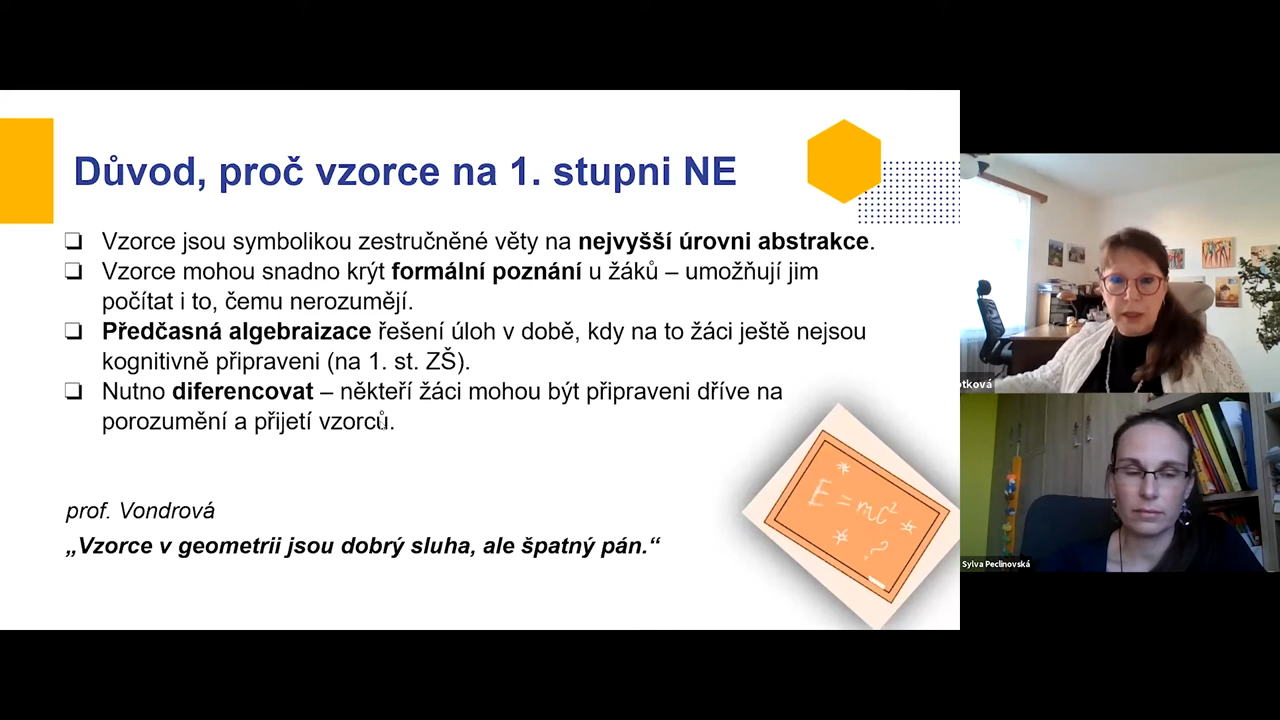 Důvod, proč vzorce na 1. stupni NE
❏ Vzorce jsou symbolikou zestručněné věty na nejvyšší úrovni abstrakce.
❏ Vzorce mohou snadno krýt formální poznání u žáků – umožňují jim
počítat i to, čemu nerozumějí.
❏ Předčasná algebraizace řešení úloh v době, kdy na to žáci ještě nejsou
kognitivně připraveni (na 1. st. ZŠ).
❏ Nutno diferencovat – někteří žáci mohou být připraveni dříve na
porozumění a přijetí vzorců.
prof. Vondrová
„Vzorce v geometrii jsou dobrý sluha, ale špatný pán.“
E = mc²
?
Sylva Peclinovská